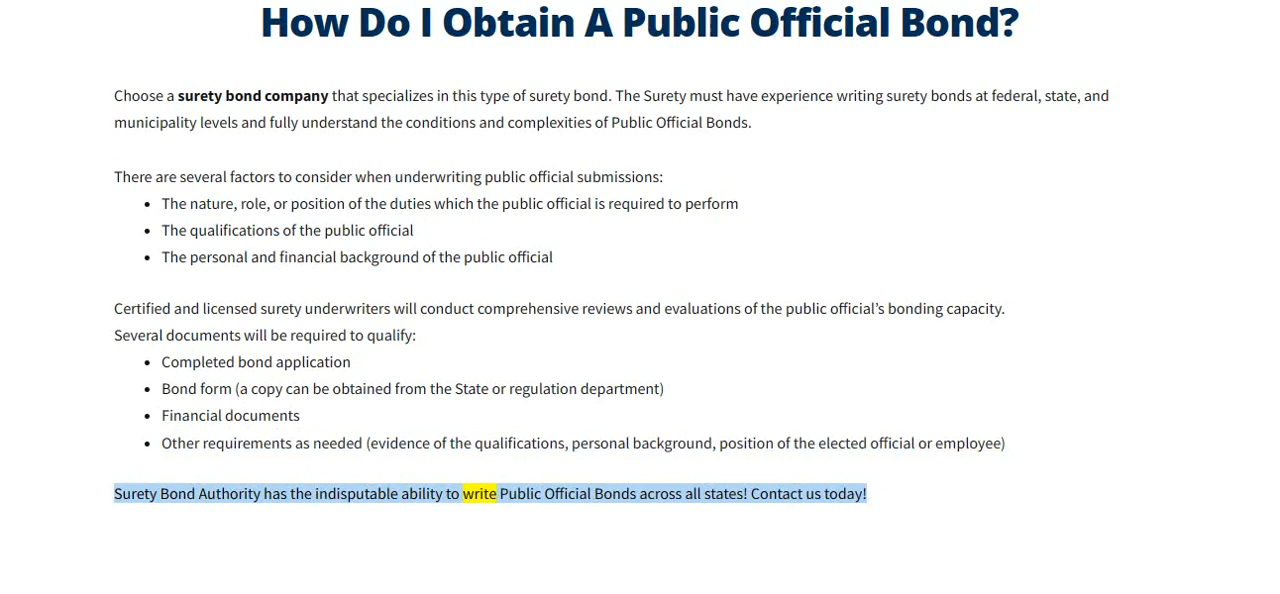 How Do I Obtain A Public Official Bond?
Choose a surety bond company that specializes in this type of surety bond. The Surety must have experience writing surety bonds at federal, state, and
municipality levels and fully understand the conditions and complexities of Public Official Bonds.
There are several factors to consider when underwriting public official submissions:
• The nature, role, or position of the duties which the public official is required to perform
• The qualifications of the public official
• The personal and financial background of the public official
Certified and licensed surety underwriters will conduct comprehensive reviews and evaluations of the public official’s bonding capacity.
Several documents will be required to qualify:
• Completed bond application
• Bond form (a copy can be obtained from the State or regulation department)
• Financial documents
• Other requirements as needed (evidence of the qualifications, personal background, position of the elected official or employee)
Surety Bond Authority has the indisputable ability to write Public Official Bonds across all states! Contact us today!